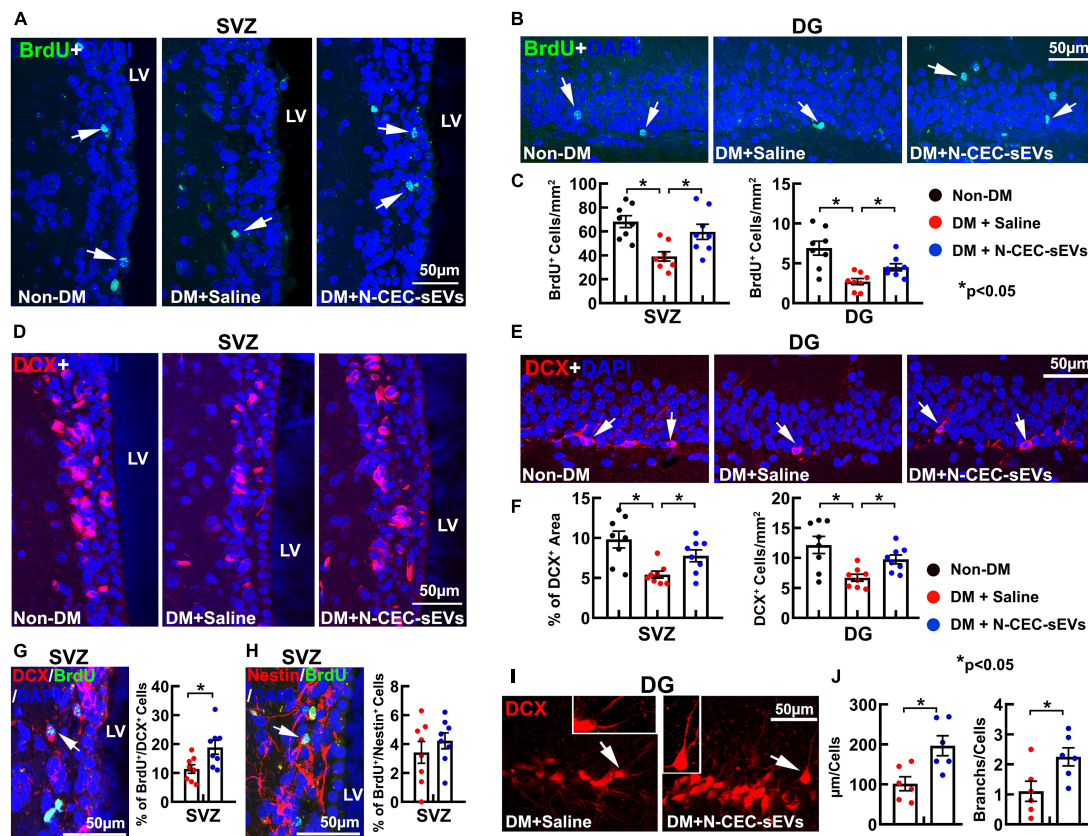 A
SVZ
BrdU+DAPI
LV
LV
LV
Non-DM
DM+Saline
DM+N-CEC-sEVs
50μm
B
DG
BrdU+DAPI
50μm
Non-DM
DM+Saline
DM+N-CEC-sEVs
C
BrdU+ Cells/mm2
100
80
60
40
20
0
* *
SVZ
BrdU+ Cells/mm2
15
10
5
0
* *
DG
Non-DM
DM + Saline
DM + N-CEC-sEVs
*p<0.05
D
SVZ
DCX+DAPI
LV
LV
LV
Non-DM
DM+Saline
DM+N-CEC-sEVs
50μm
E
DG
DCX+DAPI
50μm
Non-DM
DM+Saline
DM+N-CEC-sEVs
F
% of DCX+ Area
15
10
5
0
* *
SVZ
DCX+ Cells/mm2
20
15
10
5
0
* *
DG
Non-DM
DM + Saline
DM + N-CEC-sEVs
*p<0.05
G
SVZ
DCX/BrdU
/DAPI
LV
50μm
% of BrdU+/DCX+ Cells
40
30
20
10
0
*
SVZ
H
SVZ
Nestin/BrdU
/DAPI
LV
50μm
% of BrdU+/Nestin+ Cells
8
6
4
2
0
SVZ
I
DG
DCX
50μm
DM+Saline
DM+N-CEC-sEVs
J
μm/Cells
300
200
100
0
*
Branchs/Cells
4
3
2
1
0
*